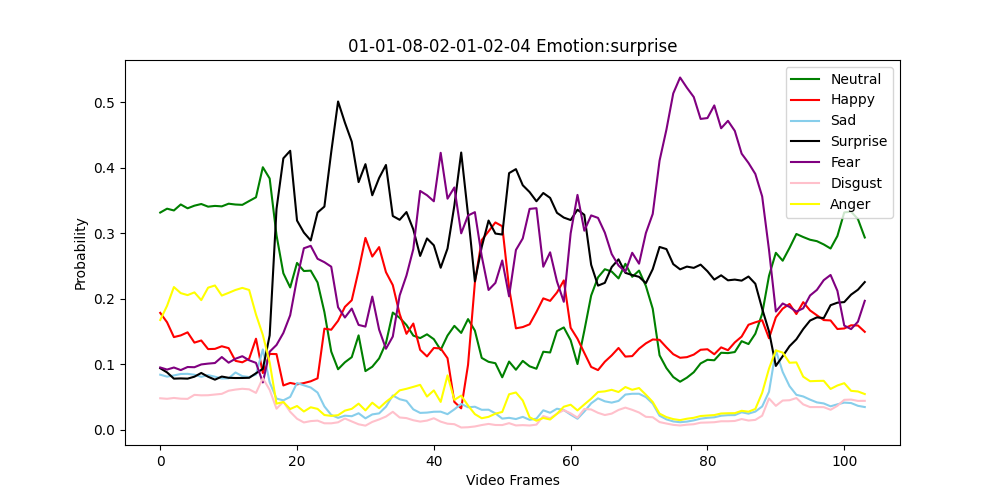 01-01-08-02-01-02-04 Emotion:surprise
Neutral
Happy
Sad
Surprise
Fear
Disgust
Anger
Probability
0.5
0.4
0.3
0.2
0.1
0.0
0 20 40 60 80 100
Video Frames